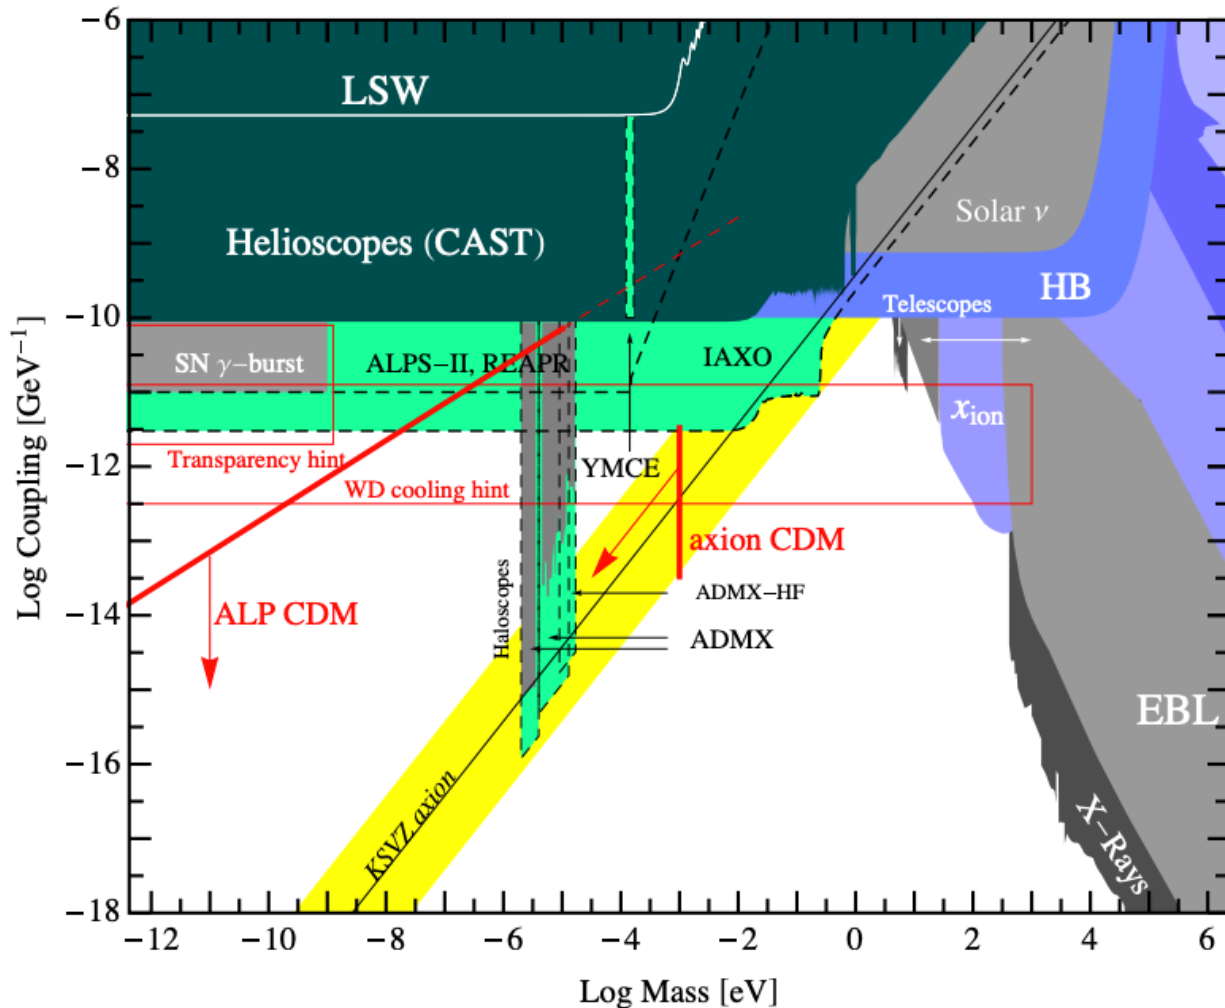 −6
−8
−10
−12
−14
−16
−18
Log Coupling [GeV⁻¹]
LSW
Helioscopes (CAST)
Solar ν
HB
Telescopes
SN γ−burst
ALPS−II, REAPR
IAXO
x_ion
Transparency hint
YMCE
WD cooling hint
axion CDM
Haloscopes
ADMX−HF
ALP CDM
ADMX
EBL
KSVZ axion
X−Rays
−12
−10
−8
−6
−4
−2
0
2
4
6
Log Mass [eV]